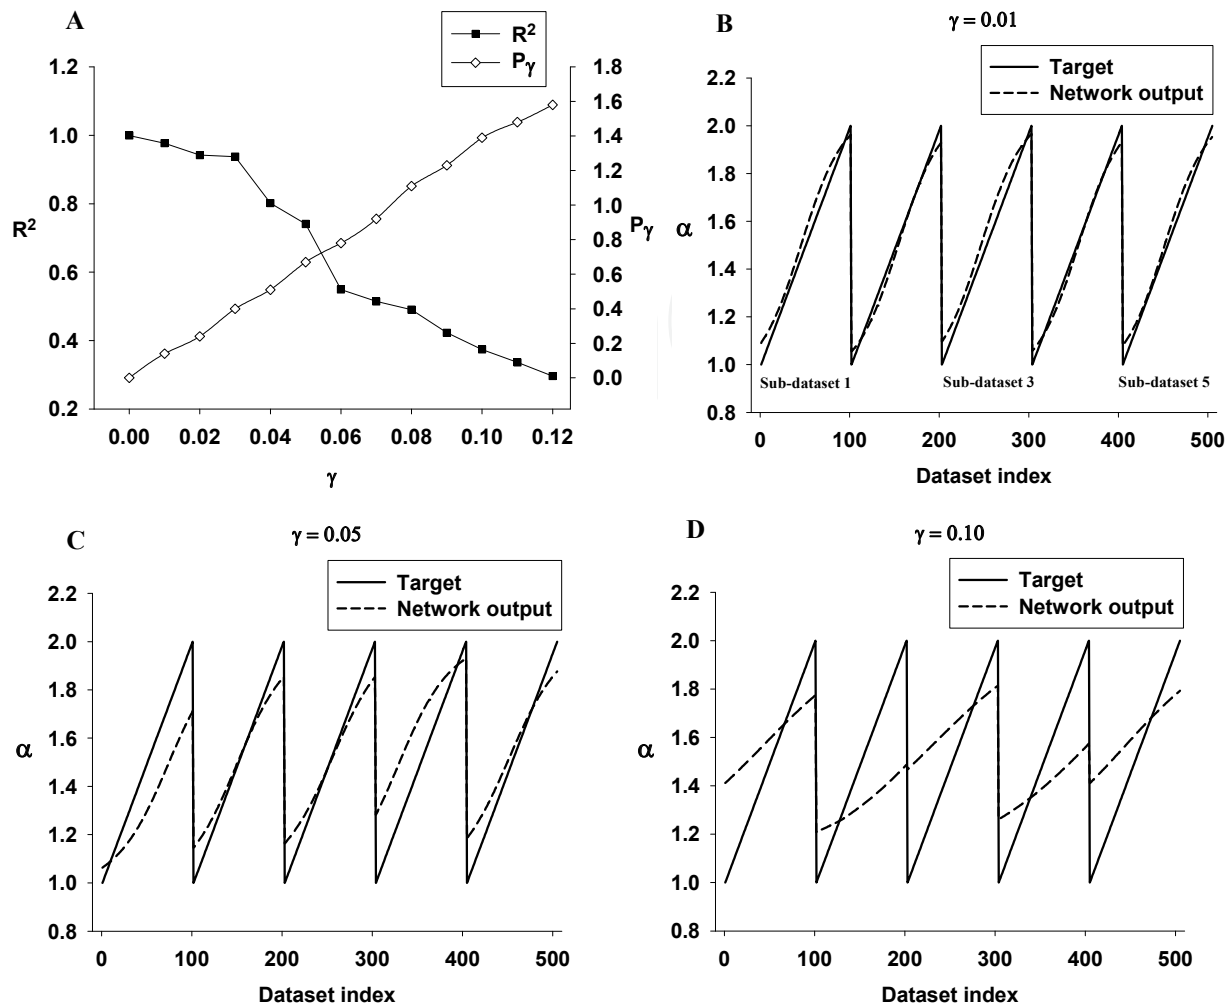 A
R²
Pγ
1.2
1.0
0.8
0.6
0.4
0.2
R²
1.8
1.6
1.4
1.2
1.0
0.8
0.6
0.4
0.2
0.0
Pγ
0.00 0.02 0.04 0.06 0.08 0.10 0.12
γ
B
γ = 0.01
Target
Network output
2.2
2.0
1.8
1.6
1.4
1.2
1.0
0.8
α
Sub-dataset 1 Sub-dataset 3 Sub-dataset 5
0 100 200 300 400 500
Dataset index
C
γ = 0.05
Target
Network output
2.2
2.0
1.8
1.6
1.4
1.2
1.0
0.8
α
0 100 200 300 400 500
Dataset index
D
γ = 0.10
Target
Network output
2.2
2.0
1.8
1.6
1.4
1.2
1.0
0.8
α
0 100 200 300 400 500
Dataset index